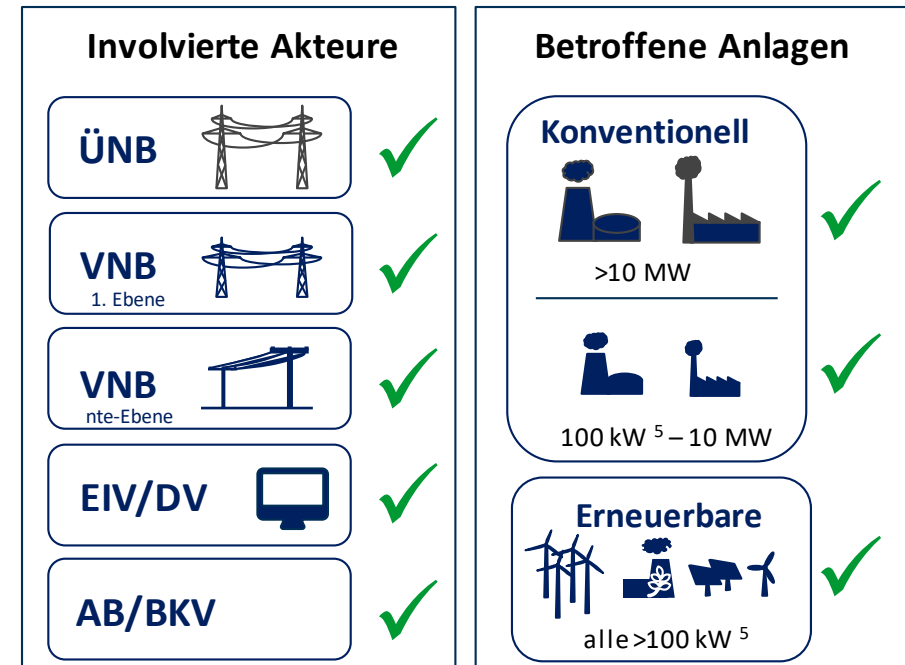 Involvierte Akteure
ÜNB
VNB
1. Ebene
VNB
nte-Ebene
EIV/DV
AB/BKV
Betroffene Anlagen
Konventionell
>10 MW
100 kW ⁵ – 10 MW
Erneuerbare
alle >100 kW ⁵